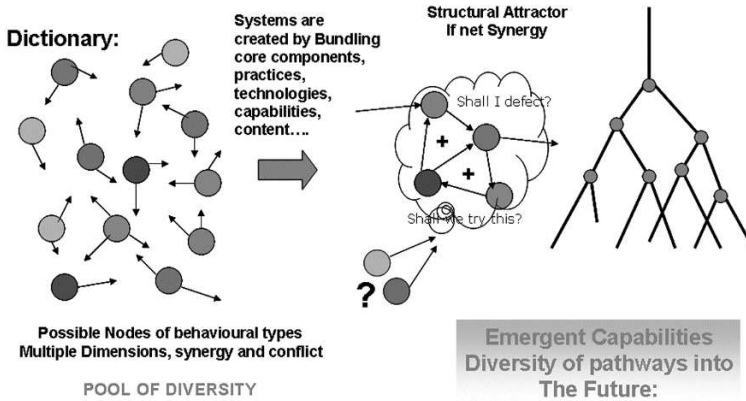 Dictionary:
Systems are
created by Bundling
core components,
practices,
technologies,
capabilities,
content....
Structural Attractor
If net Synergy
Shall I defect?
+
+
Shall we try this?
?
Possible Nodes of behavioural types
Multiple Dimensions, synergy and conflict
POOL OF DIVERSITY
Emergent Capabilities
Diversity of pathways into
The Future: